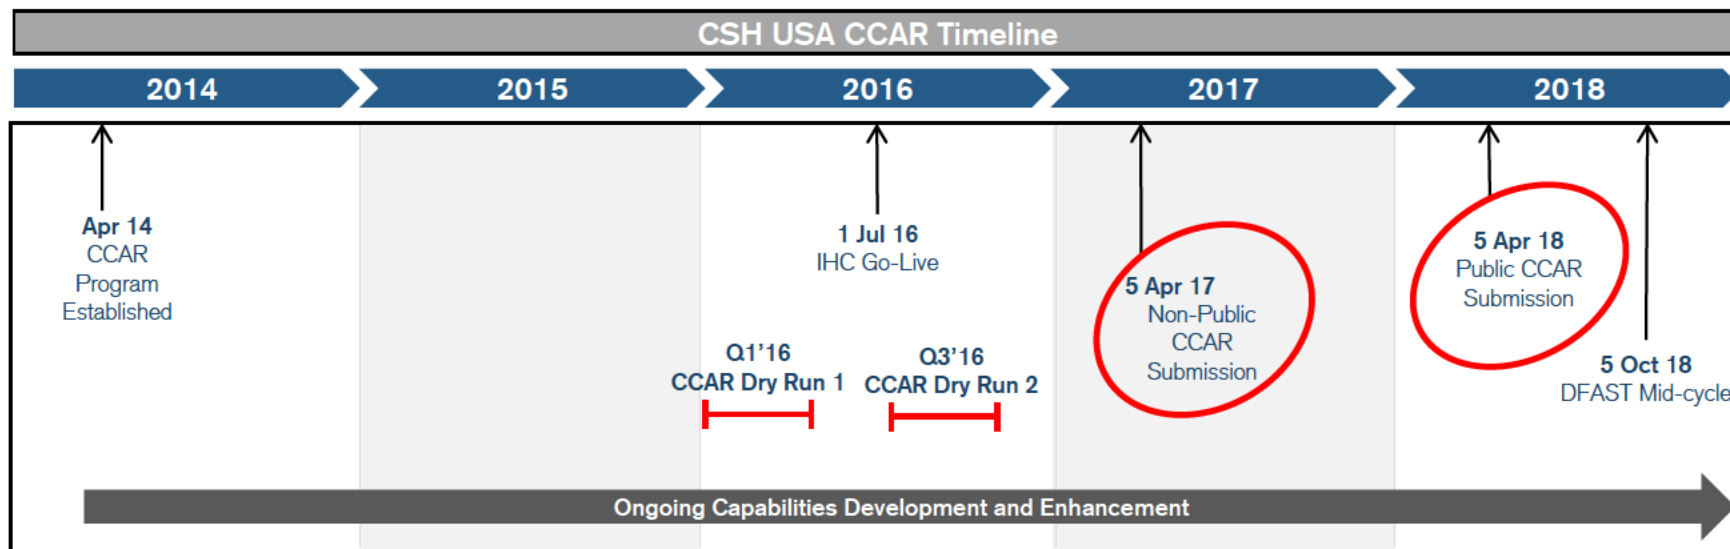 CSH USA CCAR Timeline
2014
2015
2016
2017
2018
Apr 14
CCAR
Program
Established
1 Jul 16
IHC Go-Live
Q1'16
CCAR Dry Run 1
Q3'16
CCAR Dry Run 2
5 Apr 17
Non-Public
CCAR
Submission
5 Apr 18
Public CCAR
Submission
5 Oct 18
DFAST Mid-cycle
Ongoing Capabilities Development and Enhancement